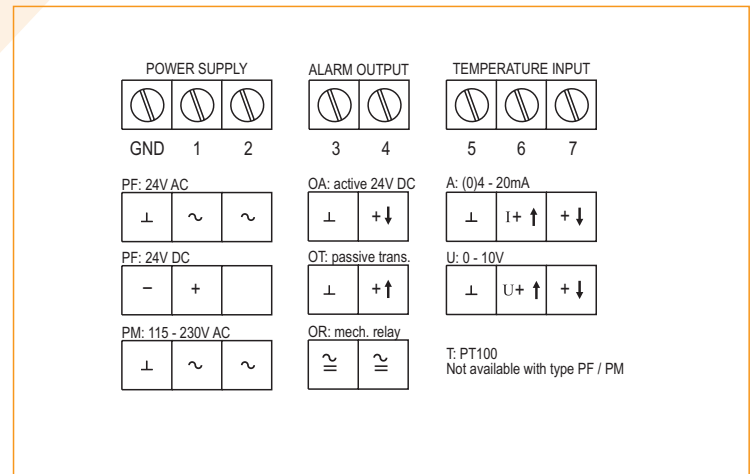 POWER SUPPLY
ALARM OUTPUT
TEMPERATURE INPUT
GND 1 2
3 4
5 6 7
PF: 24V AC
⊥ ~ ~
OA: active 24V DC
⊥ +↓
A: (0)4 - 20mA
⊥ I+ ↑ +↓
PF: 24V DC
− +
OT: passive trans.
⊥ +↑
U: 0 - 10V
⊥ U+ ↑ +↓
PM: 115 - 230V AC
⊥ ~ ~
OR: mech. relay
≅ ≅
T: PT100
Not available with type PF / PM